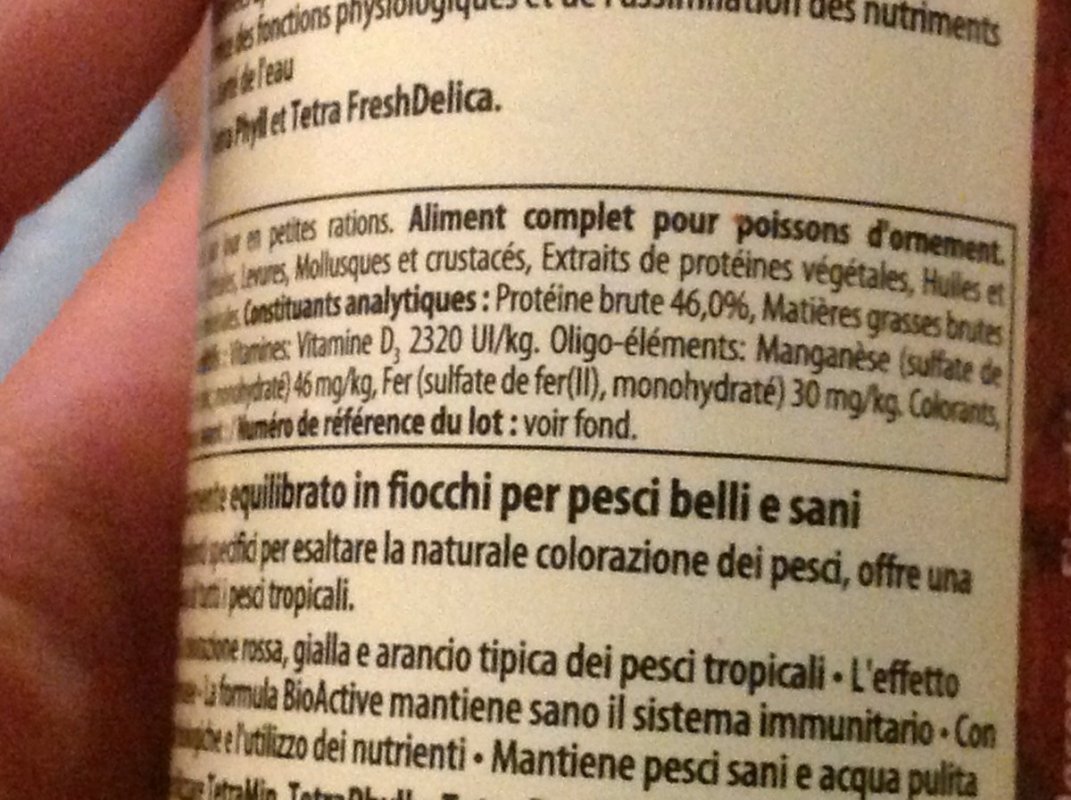 des fonctions physiologiques et de l'assimilation des nutriments
de l'eau
Phyll et Tetra FreshDelica.
jour en petites rations. Aliment complet pour poissons d'ornement.
Levures, Mollusques et crustacés, Extraits de protéines végétales, Huiles et
Constituants analytiques : Protéine brute 46,0%, Matières grasses brutes
Vitamines: Vitamine D3 2320 UI/kg. Oligo-éléments: Manganèse (sulfate de
monohydraté) 46 mg/kg, Fer (sulfate de fer(II), monohydraté) 30 mg/kg. Colorants,
Numéro de référence du lot : voir fond.
equilibrato in fiocchi per pesci belli e sani
specifici per esaltare la naturale colorazione dei pesci, offre una
tutti i pesci tropicali.
rossa, gialla e arancio tipica dei pesci tropicali • L'effetto
• La formula BioActive mantiene sano il sistema immunitario • Con
e l'utilizzo dei nutrienti • Mantiene pesci sani e acqua pulita
TetraMin, TetraPhyll